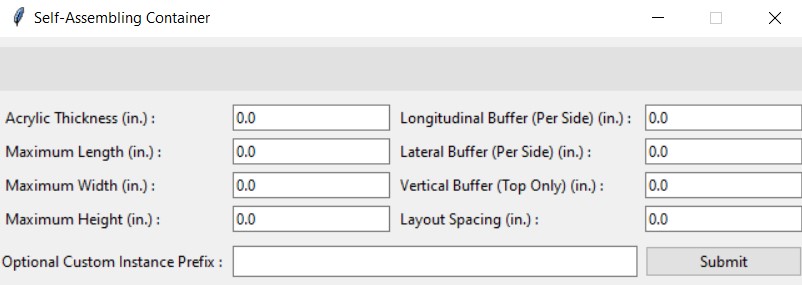 Self-Assembling Container
Acrylic Thickness (in.) : 0.0 Longitudinal Buffer (Per Side) (in.) : 0.0
Maximum Length (in.) : 0.0 Lateral Buffer (Per Side) (in.) : 0.0
Maximum Width (in.) : 0.0 Vertical Buffer (Top Only) (in.) : 0.0
Maximum Height (in.) : 0.0 Layout Spacing (in.) : 0.0
Optional Custom Instance Prefix : Submit